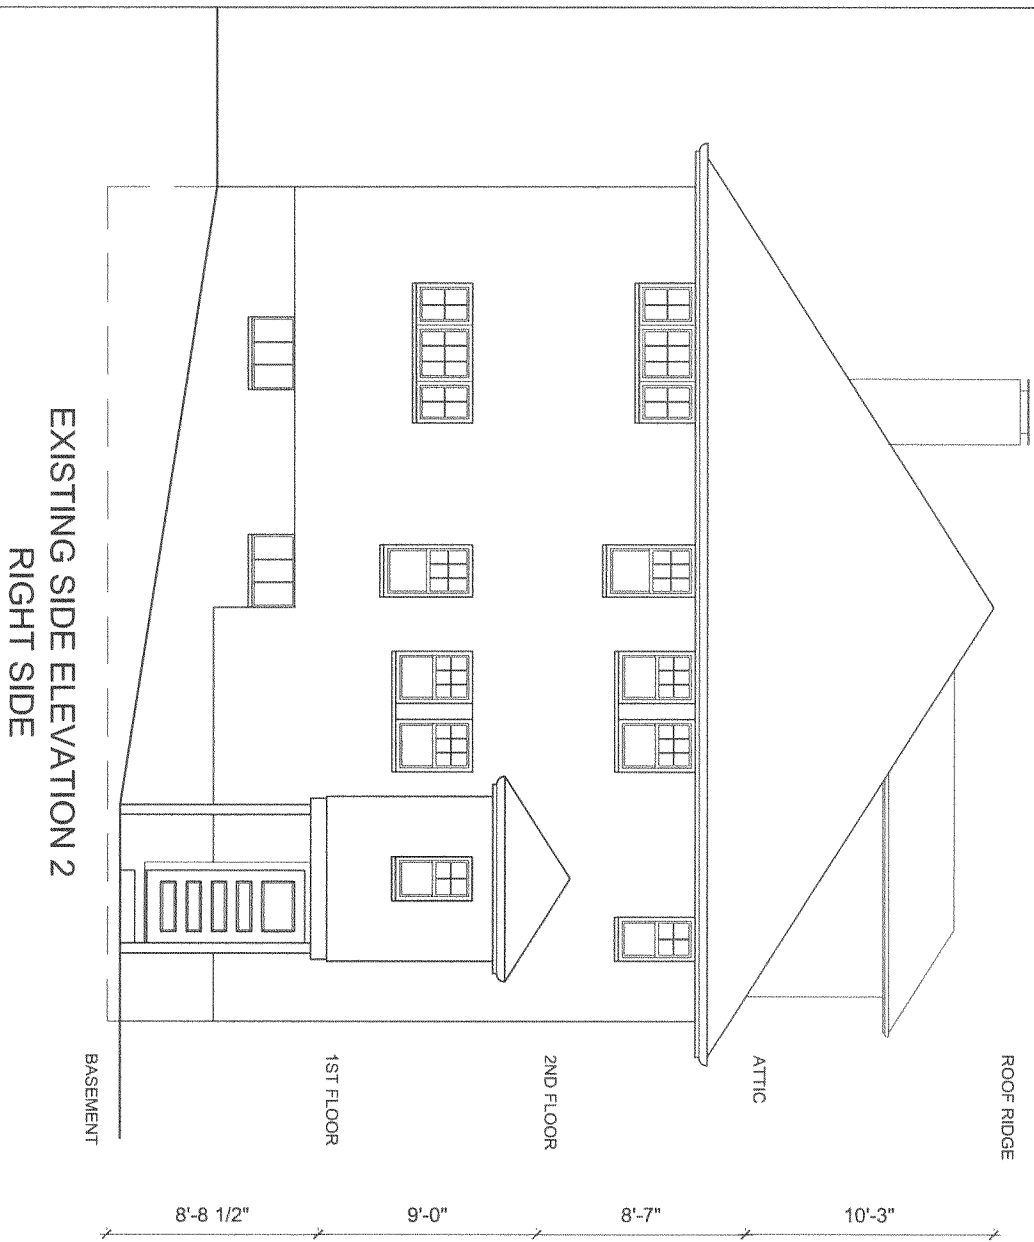 ROOF RIDGE
10'-3"
ATTIC
8'-7"
2ND FLOOR
9'-0"
1ST FLOOR
8'-8 1/2"
BASEMENT
EXISTING SIDE ELEVATION 2
RIGHT SIDE